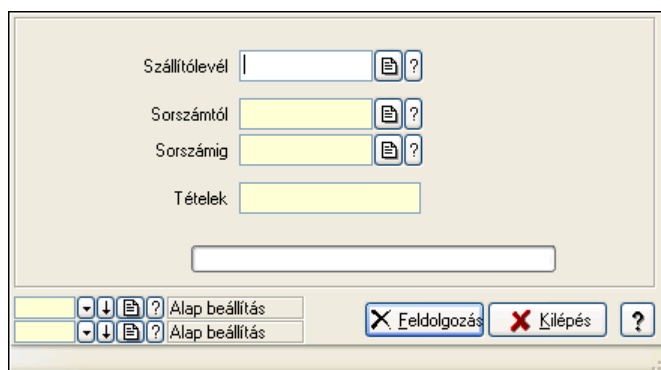 Szállítólevél ?
Sorszámtól ?
Sorszámig ?
Tételek
? Alap beállítás
? Alap beállítás
Feldolgozás Kilépés ?